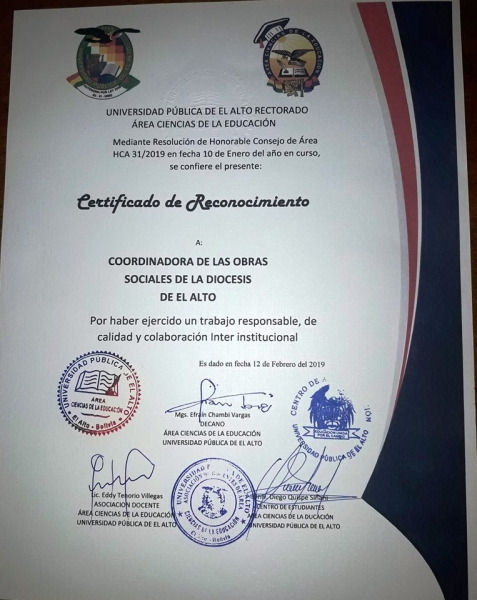 UNIVERSIDAD PÚBLICA DE EL ALTO RECTORADO
ÁREA CIENCIAS DE LA EDUCACIÓN
Mediante Resolución de Honorable Consejo de Área
HCA 31/2019 en fecha 10 de Enero del año en curso,
se confiere el presente:
Certificado de Reconocimiento
A:
COORDINADORA DE LAS OBRAS
SOCIALES DE LA DIOCESIS
DE EL ALTO
Por haber ejercido un trabajo responsable, de
calidad y colaboración Inter institucional
Es dado en fecha 12 de Febrero del 2019
UNIVERSIDAD PÚBLICA DE EL ALTO
ÁREA
CIENCIAS DE LA EDUCACIÓN
El Alto - Bolivia
Mgs. Efraín Chambi Vargas
DECANO
ÁREA CIENCIAS DE LA EDUCACIÓN
UNIVERSIDAD PÚBLICA DE EL ALTO
CENTRO DE
UNIVERSIDAD PÚBLICA DE EL ALTO
Lic. Eddy Tenorio Villegas
ASOCIACIÓN DOCENTE
ÁREA CIENCIAS DE LA EDUCACIÓN
UNIVERSIDAD PÚBLICA DE EL ALTO
CIENCIAS DE LA EDUCACIÓN
Diego Quispe
CENTRO DE ESTUDIANTES
ÁREA CIENCIAS DE LA DUCACIÓN
UNIVERSIDAD PÚBLICA DE EL ALTO